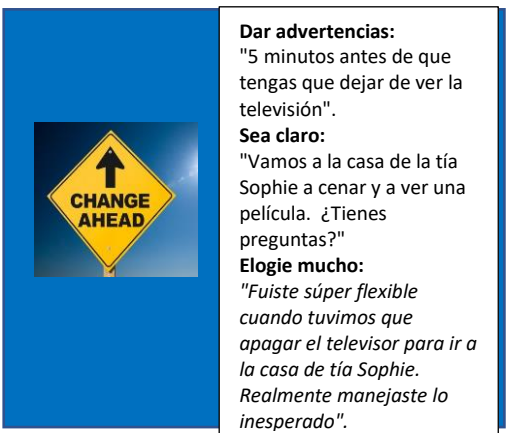 CHANGE
AHEAD
Dar advertencias:
"5 minutos antes de que
tengas que dejar de ver la
televisión".
Sea claro:
"Vamos a la casa de la tía
Sophie a cenar y a ver una
película.  ¿Tienes
preguntas?"
Elogie mucho:
"Fuiste súper flexible
cuando tuvimos que
apagar el televisor para ir a
la casa de tía Sophie.
Realmente manejaste lo
inesperado".